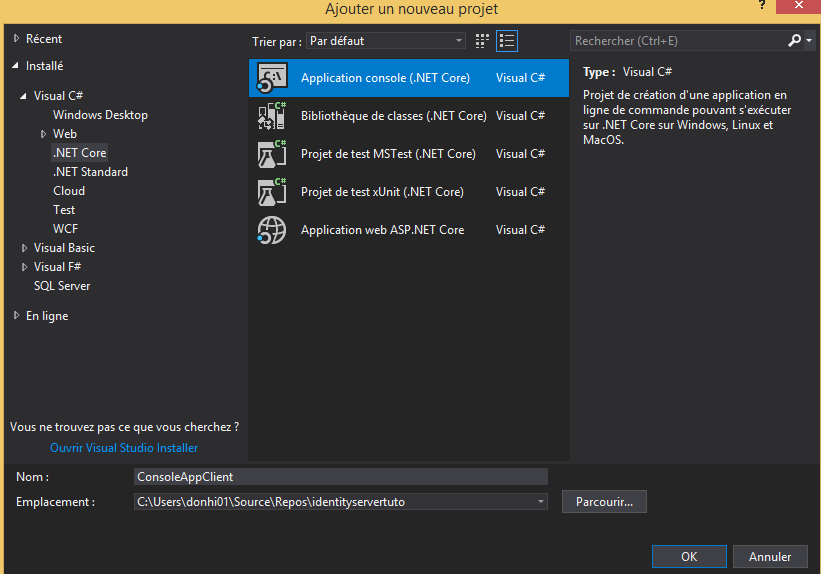 Ajouter un nouveau projet
Récent
Installé
Visual C#
Windows Desktop
Web
.NET Core
.NET Standard
Cloud
Test
WCF
Visual Basic
Visual F#
SQL Server
En ligne
Vous ne trouvez pas ce que vous cherchez ?
Ouvrir Visual Studio Installer
Trier par : Par défaut
Application console (.NET Core) Visual C#
Bibliothèque de classes (.NET Core) Visual C#
Projet de test MSTest (.NET Core) Visual C#
Projet de test xUnit (.NET Core) Visual C#
Application web ASP.NET Core Visual C#
Rechercher (Ctrl+E)
Type : Visual C#
Projet de création d'une application en
ligne de commande pouvant s'exécuter
sur .NET Core sur Windows, Linux et
MacOS.
Nom : ConsoleAppClient
Emplacement : C:\Users\donhi01\Source\Repos\identityservertuto
Parcourir...
OK Annuler